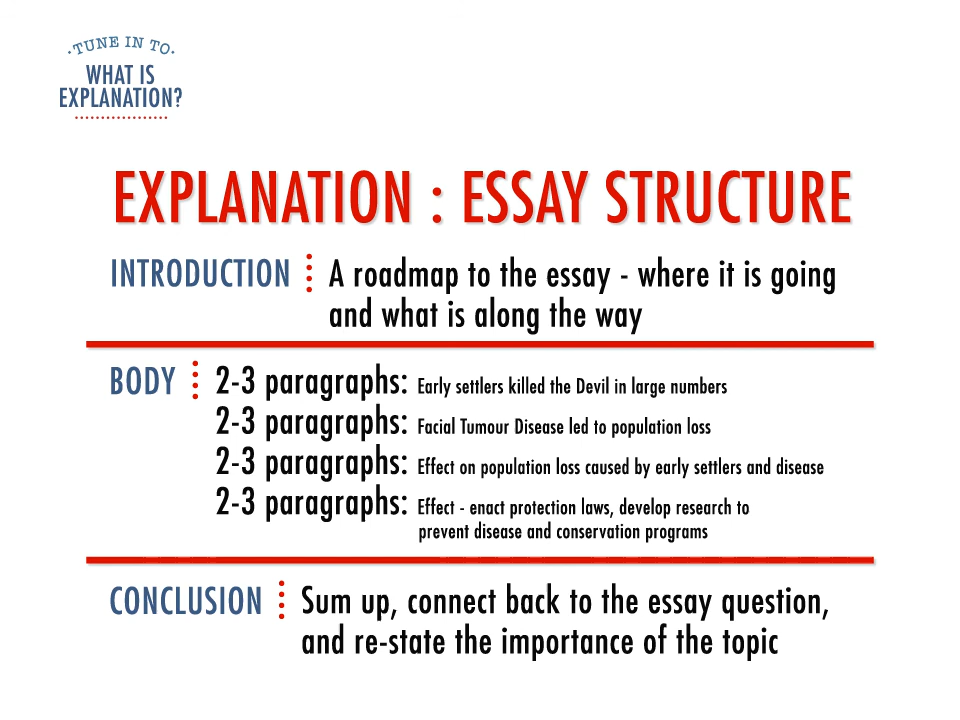 ·TUNE IN TO·
WHAT IS
EXPLANATION?
EXPLANATION : ESSAY STRUCTURE
INTRODUCTION A roadmap to the essay - where it is going
and what is along the way
BODY 2-3 paragraphs: Early settlers killed the Devil in large numbers
2-3 paragraphs: Facial Tumour Disease led to population loss
2-3 paragraphs: Effect on population loss caused by early settlers and disease
2-3 paragraphs: Effect - enact protection laws, develop research to
prevent disease and conservation programs
CONCLUSION Sum up, connect back to the essay question,
and re-state the importance of the topic